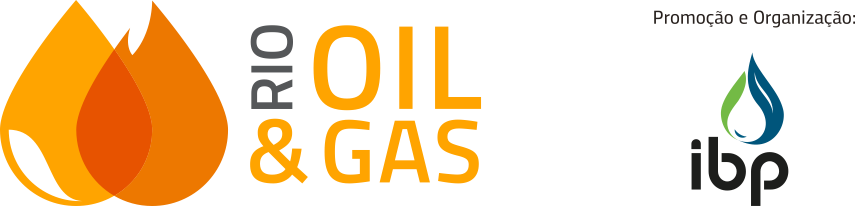 RIO OIL
& GAS
Promoção e Organização:
ibp